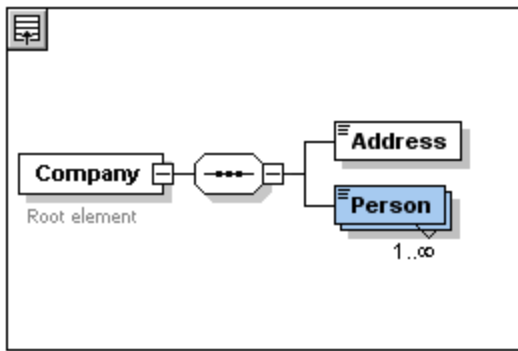 Company
Root element
Address
Person
1..∞